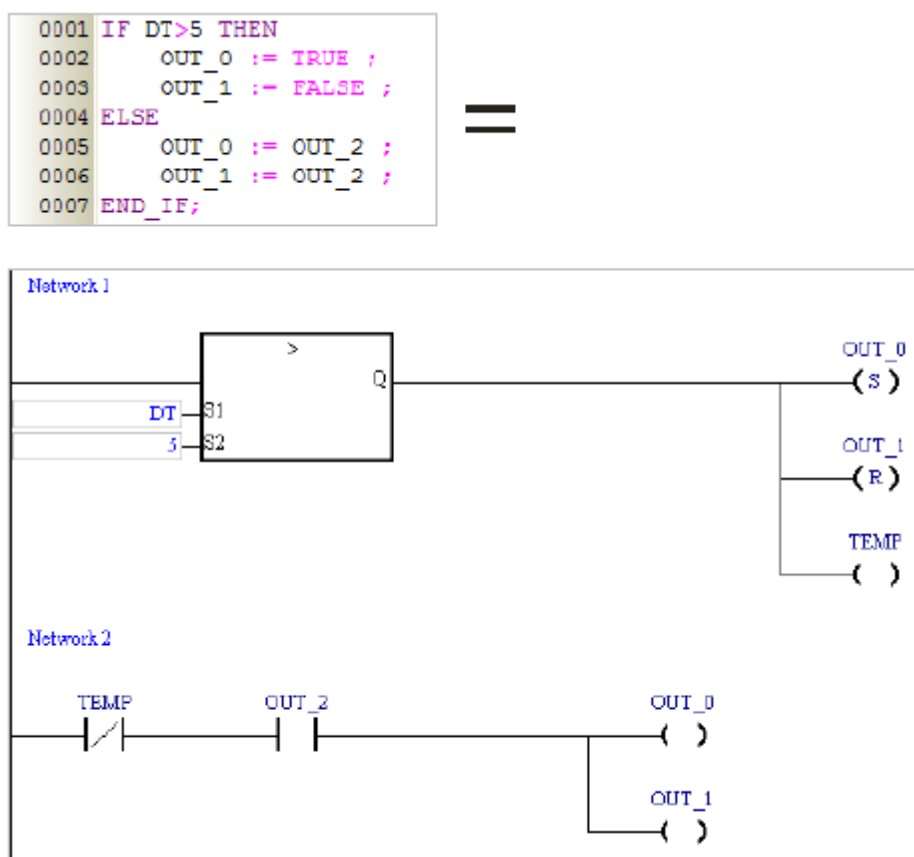 0001 IF DT>5 THEN
0002 OUT_0 := TRUE ;
0003 OUT_1 := FALSE ;
0004 ELSE
0005 OUT_0 := OUT_2 ;
0006 OUT_1 := OUT_2 ;
0007 END_IF;
=
Network 1
>
Q
OUT_0
( S )
DT S1
5 S2
OUT_1
( R )
TEMP
( )
Network 2
TEMP OUT_2 OUT_0
( )
OUT_1
( )